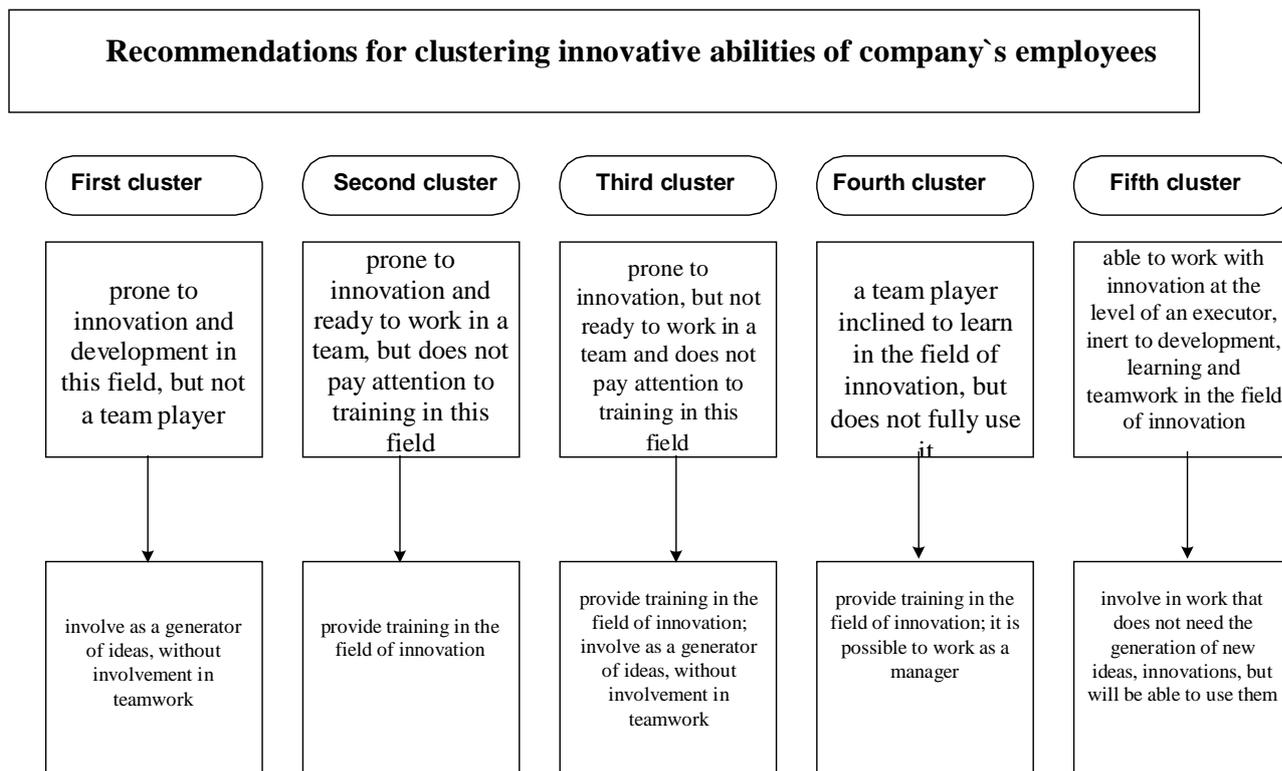 Recommendations for clustering innovative abilities of company`s employees
First cluster
Second cluster
Third cluster
Fourth cluster
Fifth cluster
prone to
innovation and
development in
this field, but not
a team player
prone to
innovation and
ready to work in a
team, but does not
pay attention to
training in this
field
prone to
innovation, but not
ready to work in a
team and does not
pay attention to
training in this
field
a team player
inclined to learn
in the field of
innovation, but
does not fully use
it
able to work with
innovation at the
level of an executor,
inert to development,
learning and
teamwork in the field
of innovation
involve as a generator
of ideas, without
involvement in
teamwork
provide training in the
field of innovation
provide training in the
field of innovation;
involve as a generator
of ideas, without
involvement in
teamwork
provide training in the
field of innovation; it is
possible to work as a
manager
involve in work that
does not need the
generation of new
ideas, innovations, but
will be able to use them